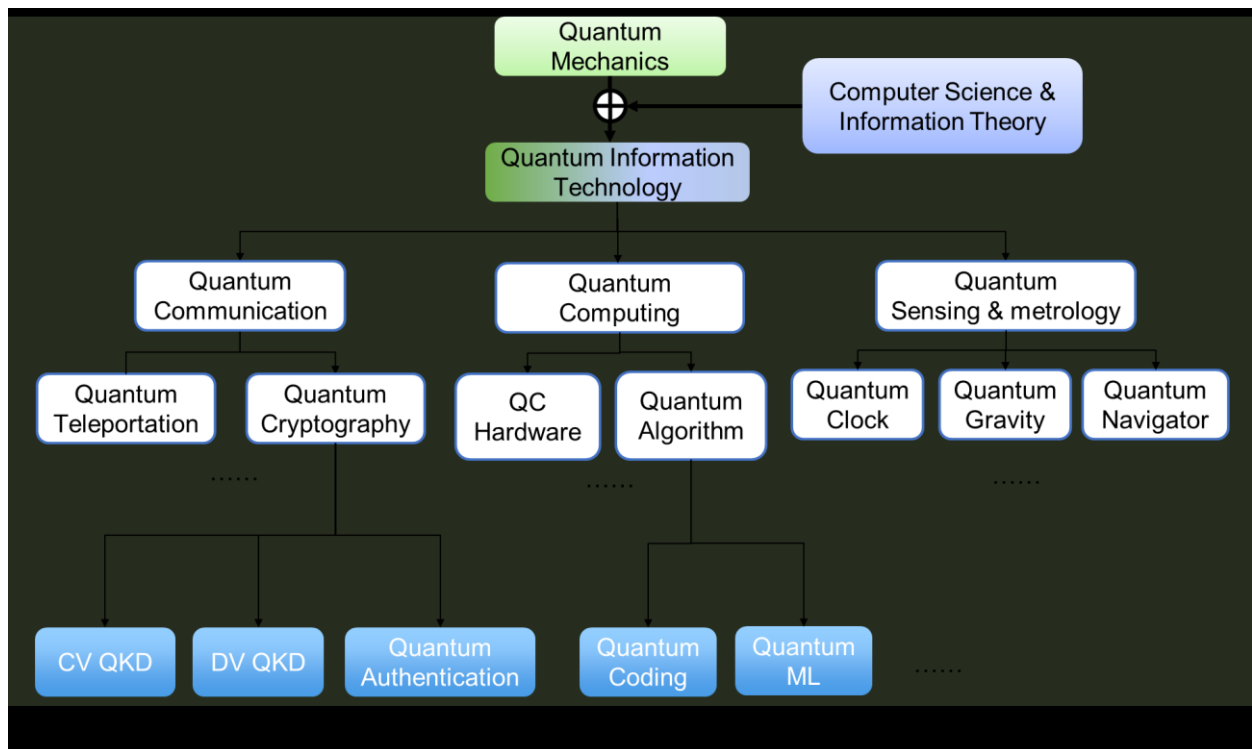 Quantum
Mechanics
Computer Science &
Information Theory
Quantum Information
Technology
Quantum
Communication
Quantum
Computing
Quantum
Sensing & metrology
Quantum
Teleportation
Quantum
Cryptography
QC
Hardware
Quantum
Algorithm
Quantum
Clock
Quantum
Gravity
Quantum
Navigator
......
......
......
CV QKD
DV QKD
Quantum
Authentication
Quantum
Coding
Quantum
ML
......